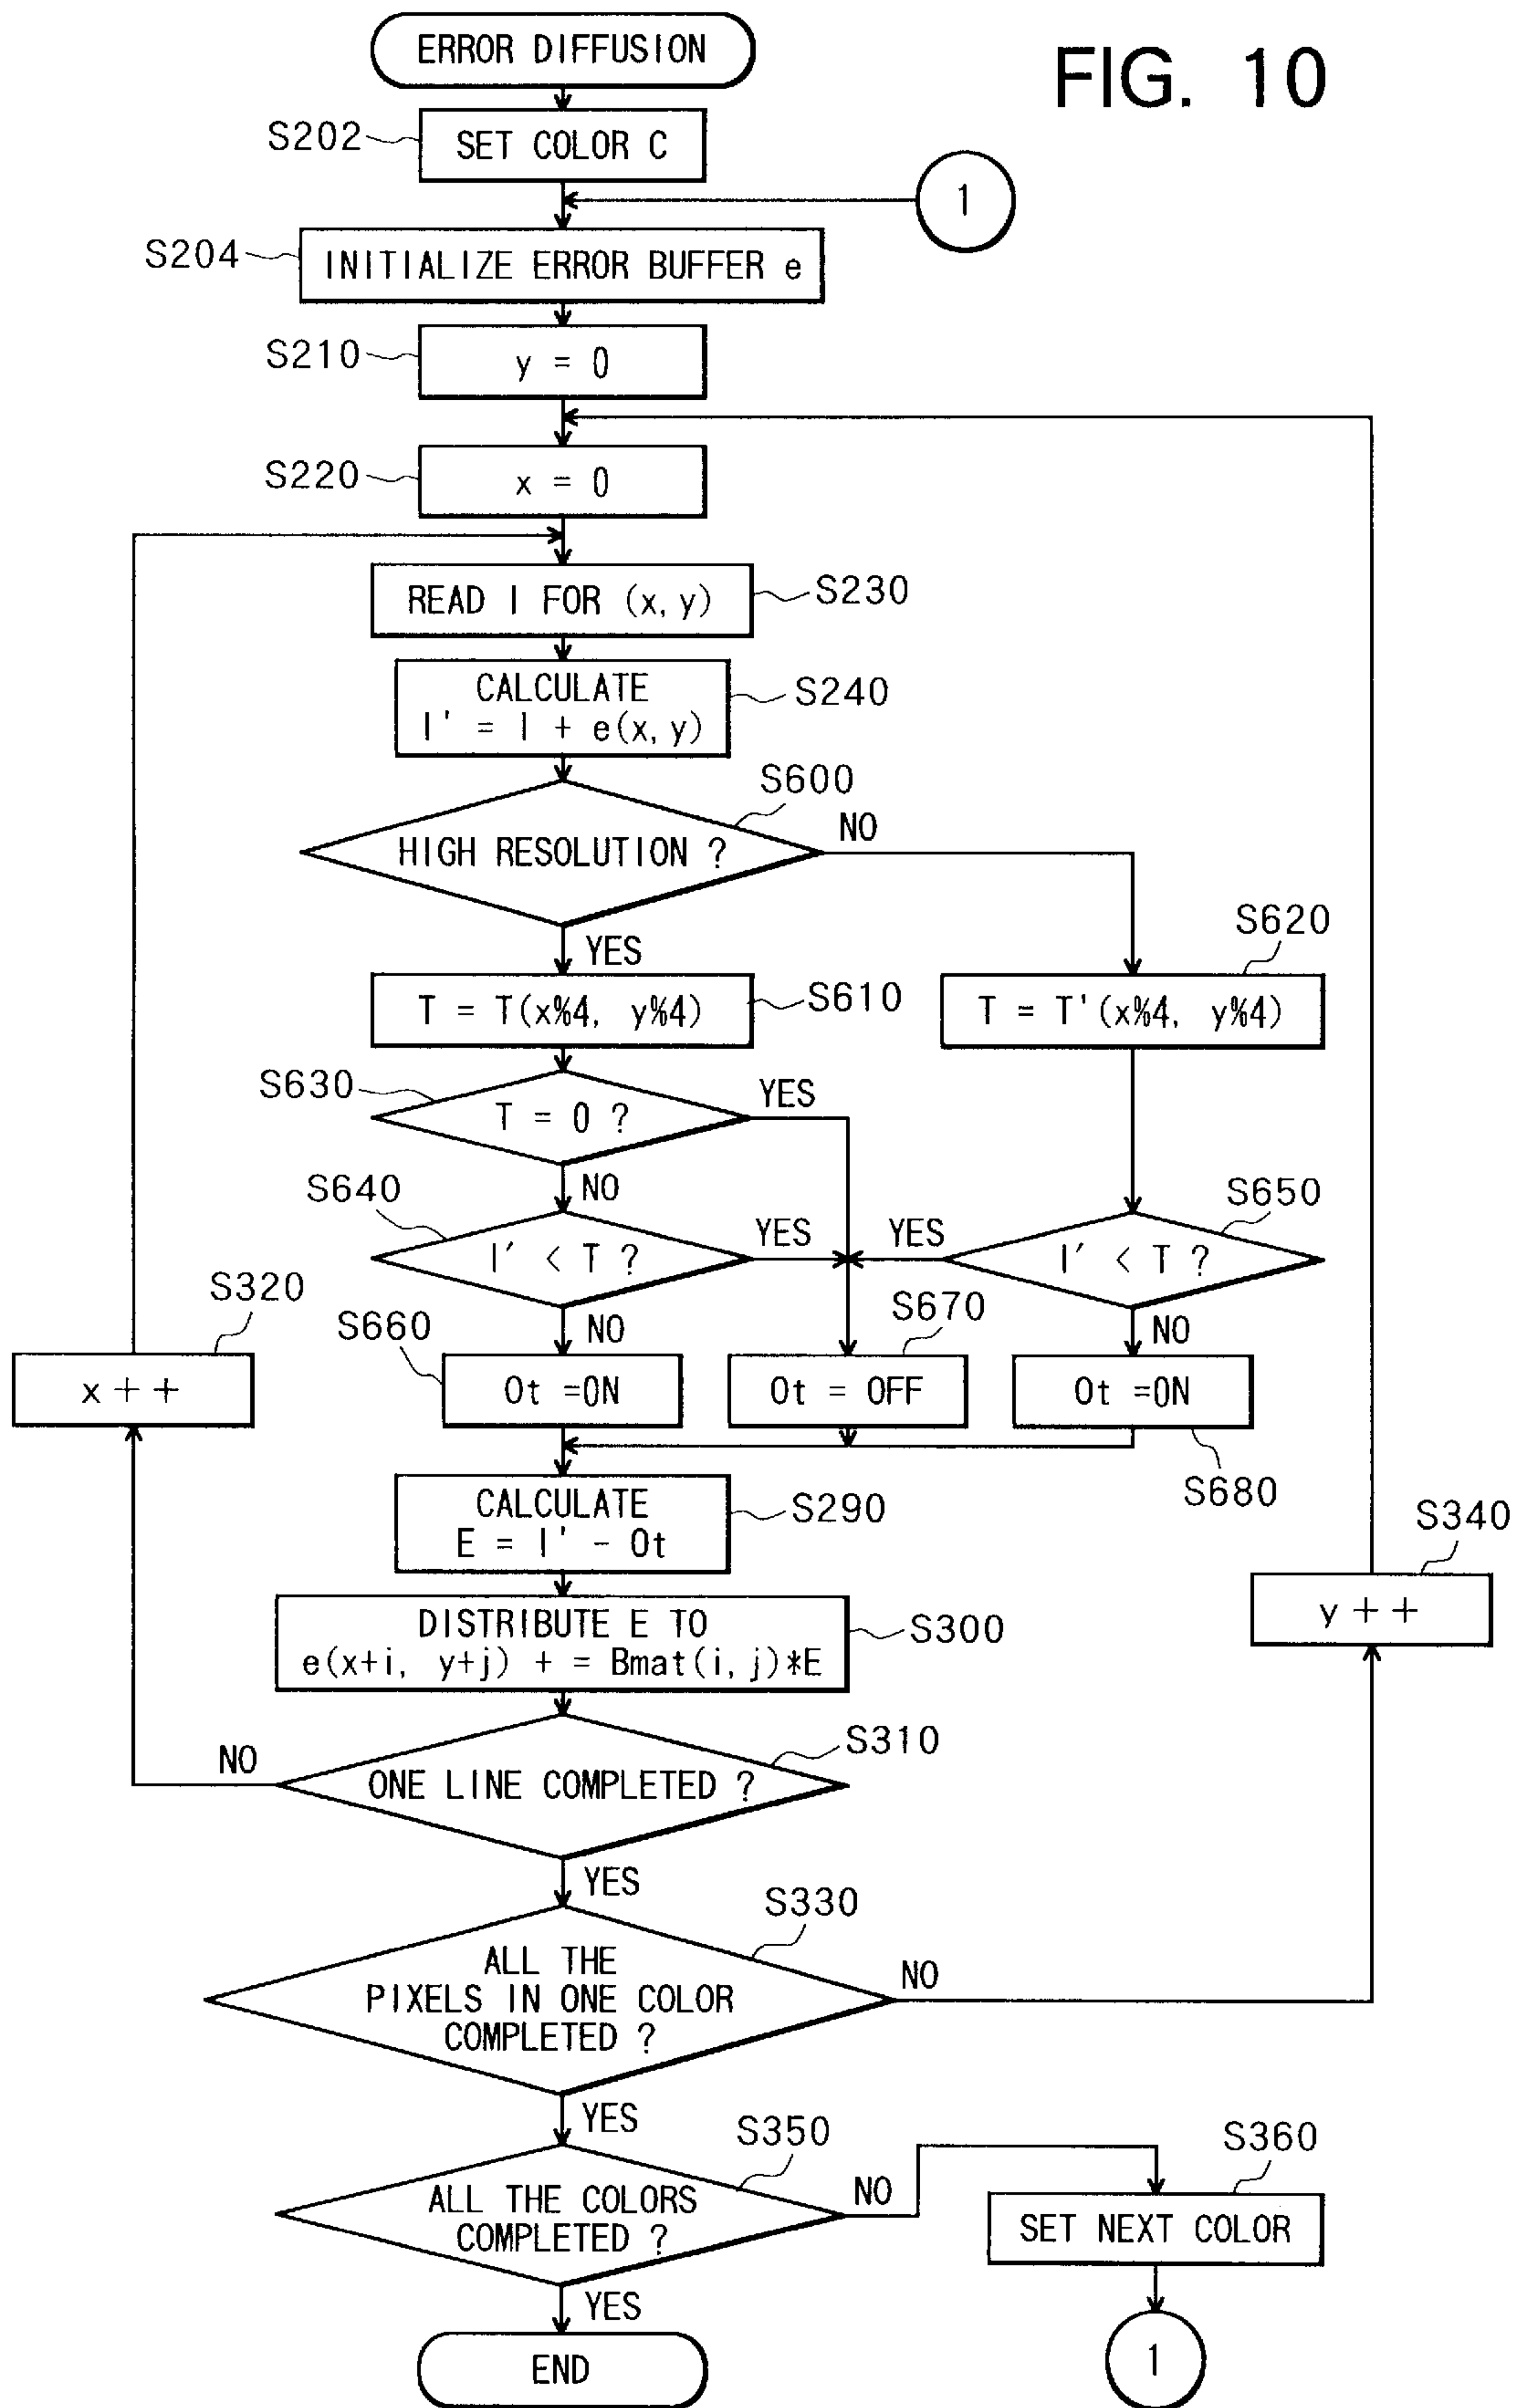 FIG. 10
ERROR DIFFUSION
S202
SET COLOR C
1
S204
INITIALIZE ERROR BUFFER e
S210
y = 0
S220
x = 0
READ I FOR (x, y)
S230
CALCULATE
I' = I + e(x, y)
S240
S600
HIGH RESOLUTION ?
NO
YES
S620
T = T(x%4, y%4)
S610
T = T'(x%4, y%4)
S630
T = 0 ?
YES
NO
S640
I' < T ?
YES
YES
S650
I' < T ?
S320
x + +
S660
NO
Ot =ON
S670
Ot = OFF
NO
Ot =ON
S680
CALCULATE
E = I' - Ot
S290
S340
y + +
DISTRIBUTE E TO
e(x+i, y+j) + = Bmat(i, j)*E
S300
S310
NO
ONE LINE COMPLETED ?
YES
S330
ALL THE
PIXELS IN ONE COLOR
COMPLETED ?
NO
YES
S350
ALL THE COLORS
COMPLETED ?
NO
S360
SET NEXT COLOR
YES
END
1